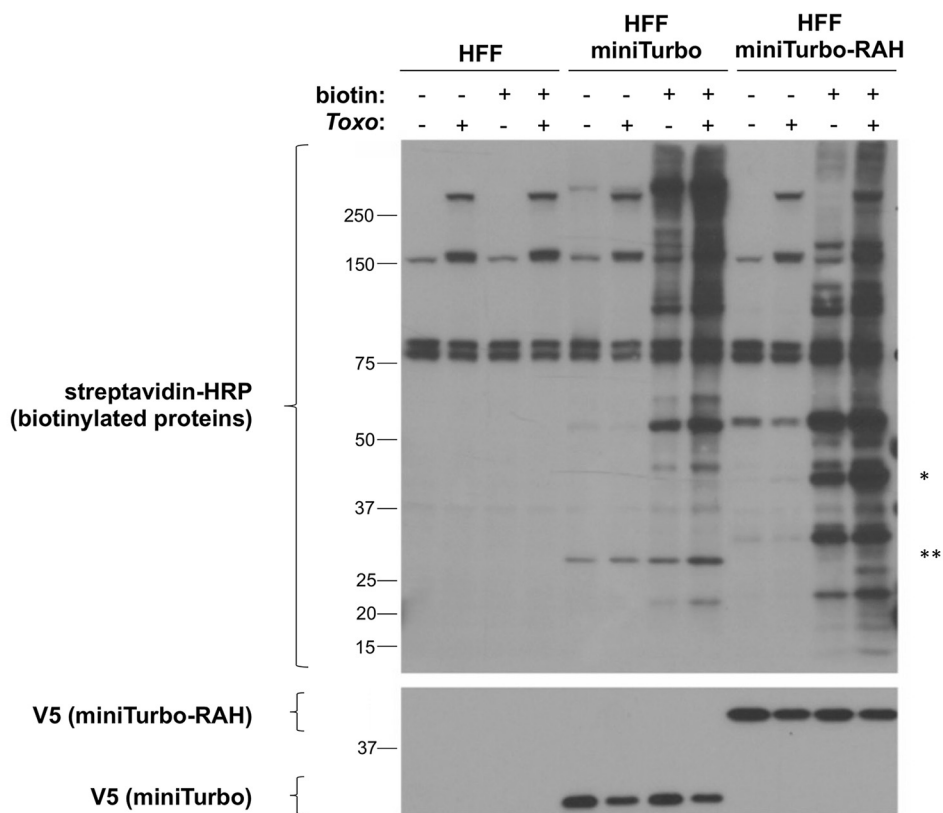 HFF
HFF
miniTurbo
HFF
miniTurbo-RAH
biotin: - - + + - - + + - - + +
Toxo: - + - + - + - + - + - +
250
150
75
50
37
25
20
15
streptavidin-HRP
(biotinylated proteins)
*
**
V5 (miniTurbo-RAH)
37
V5 (miniTurbo)